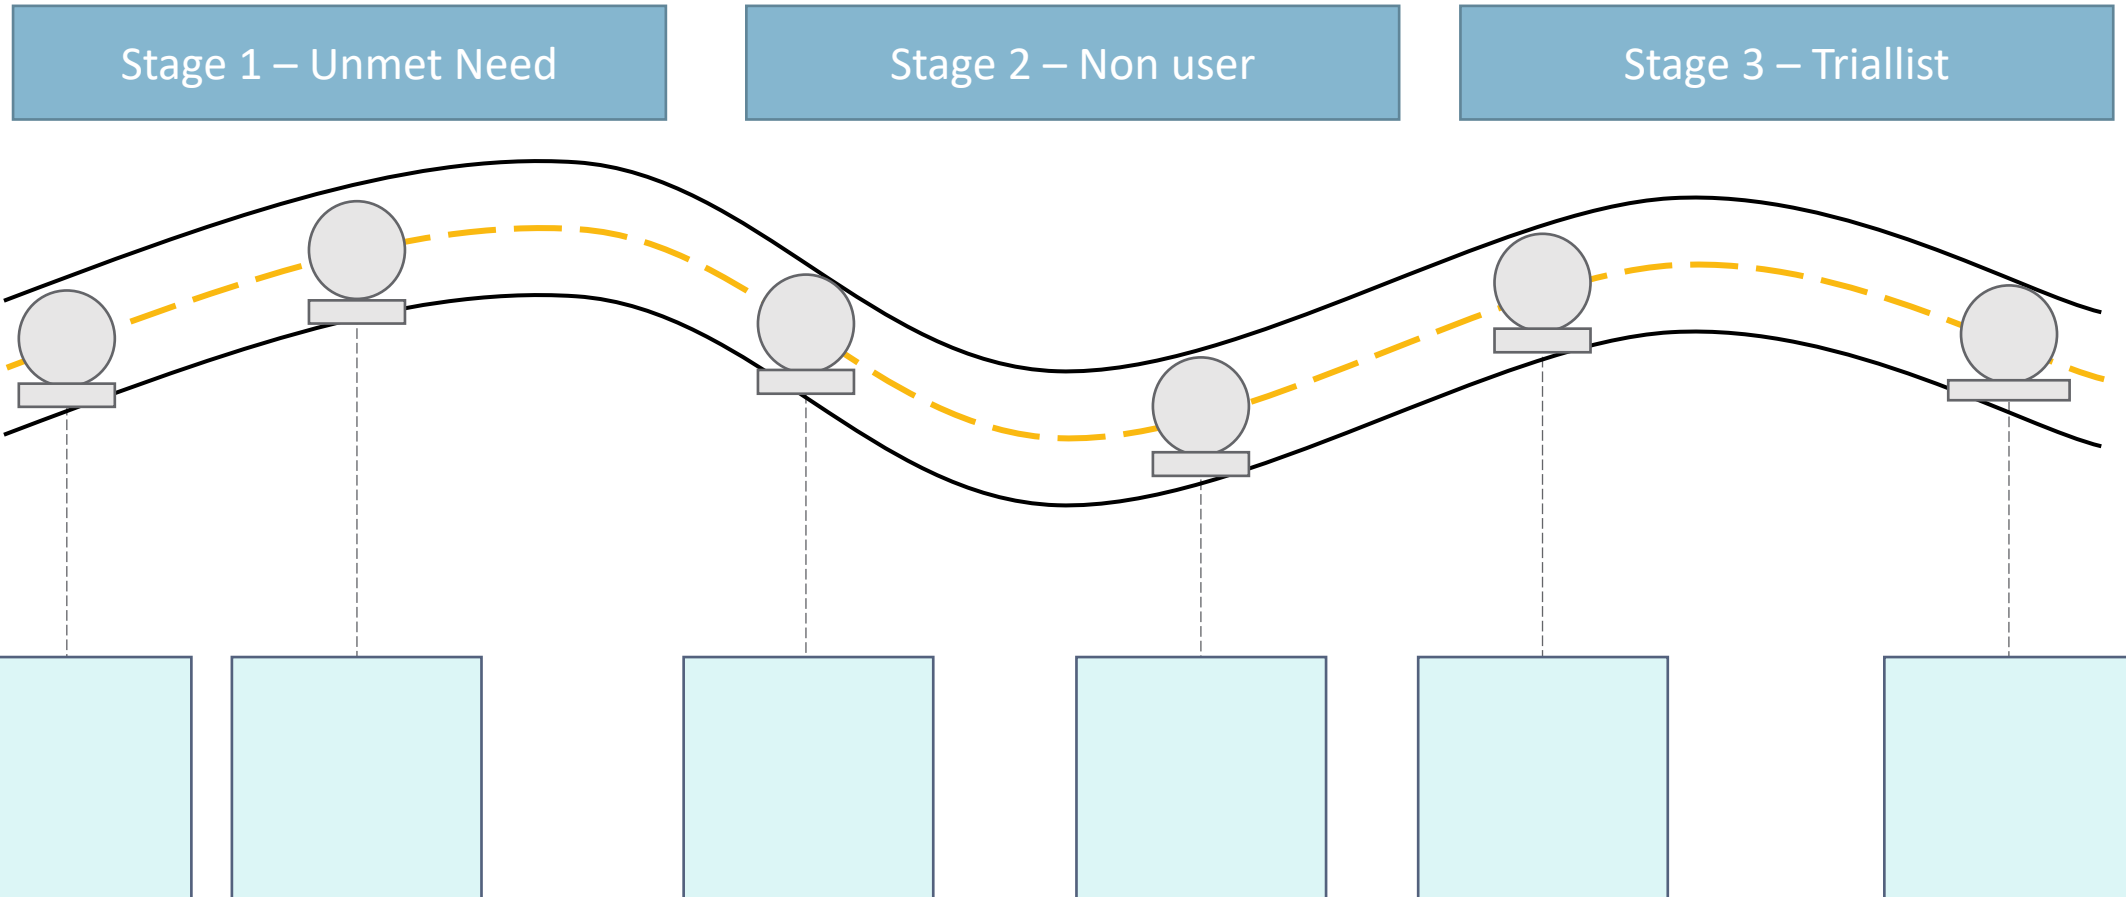 Stage 1 – Unmet Need
Stage 2 – Non user
Stage 3 – Triallist